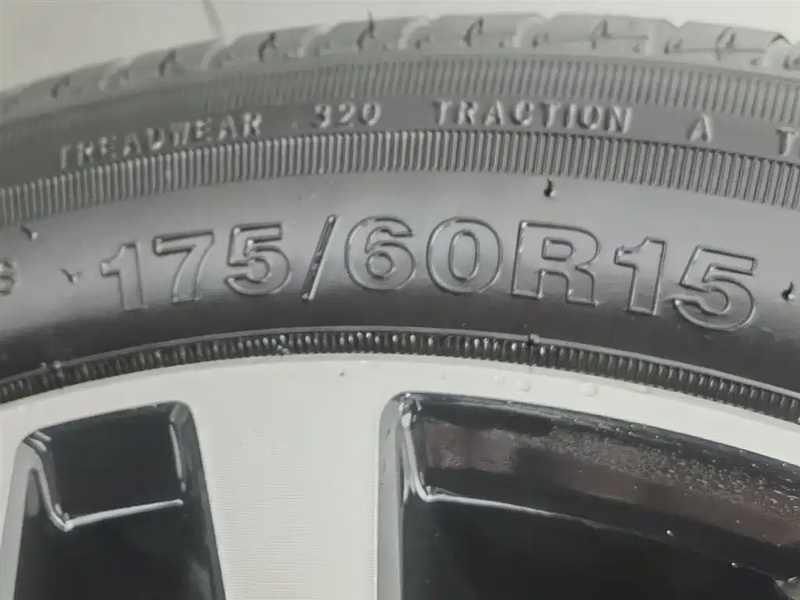 TREADWEAR 320 TRACTION A T
175/60R15